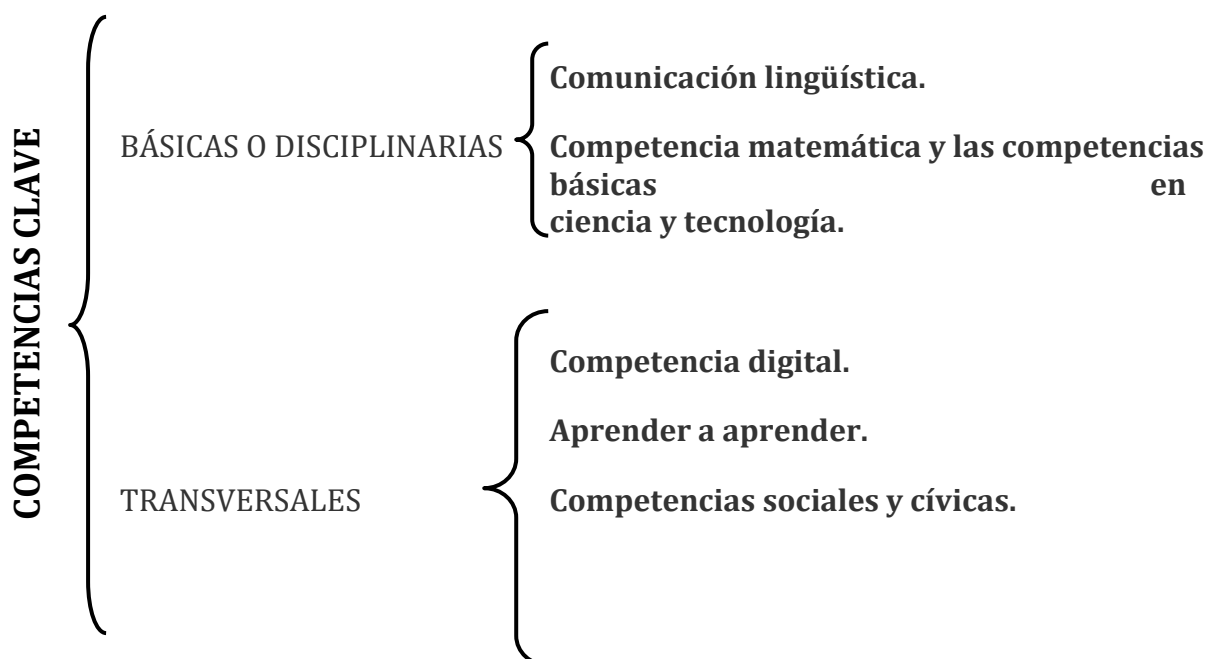 COMPETENCIAS CLAVE
BÁSICAS O DISCIPLINARIAS
Comunicación lingüística.
Competencia matemática y las competencias
básicas en
ciencia y tecnología.
TRANSVERSALES
Competencia digital.
Aprender a aprender.
Competencias sociales y cívicas.